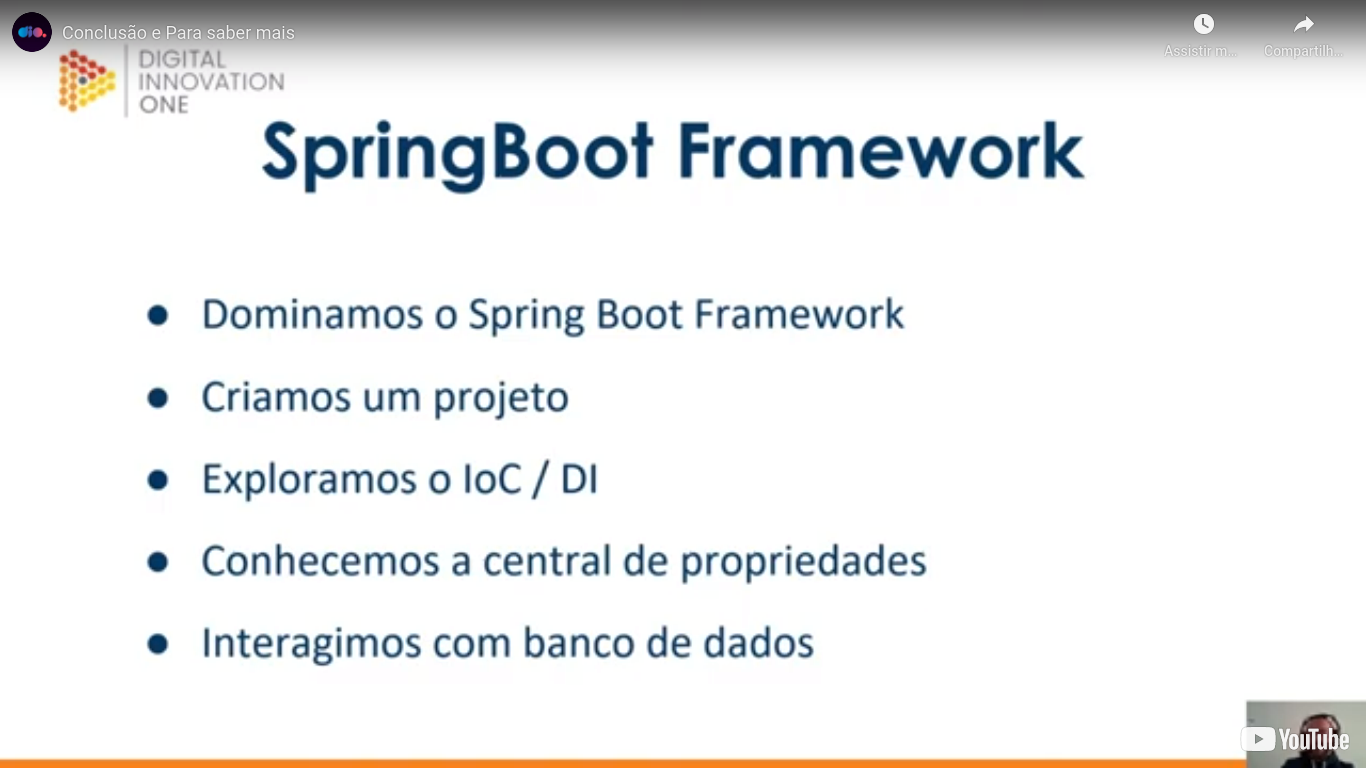 Conclusão e Para saber mais
Assistir m...
Compartilh...
DIGITAL
INNOVATION
ONE
SpringBoot Framework
● Dominamos o Spring Boot Framework
● Criamos um projeto
● Exploramos o IoC / DI
● Conhecemos a central de propriedades
● Interagimos com banco de dados
YouTube